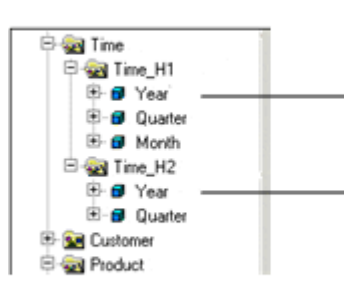 Time
Time_H1
Year
Quarter
Month
Time_H2
Year
Quarter
Customer
Product